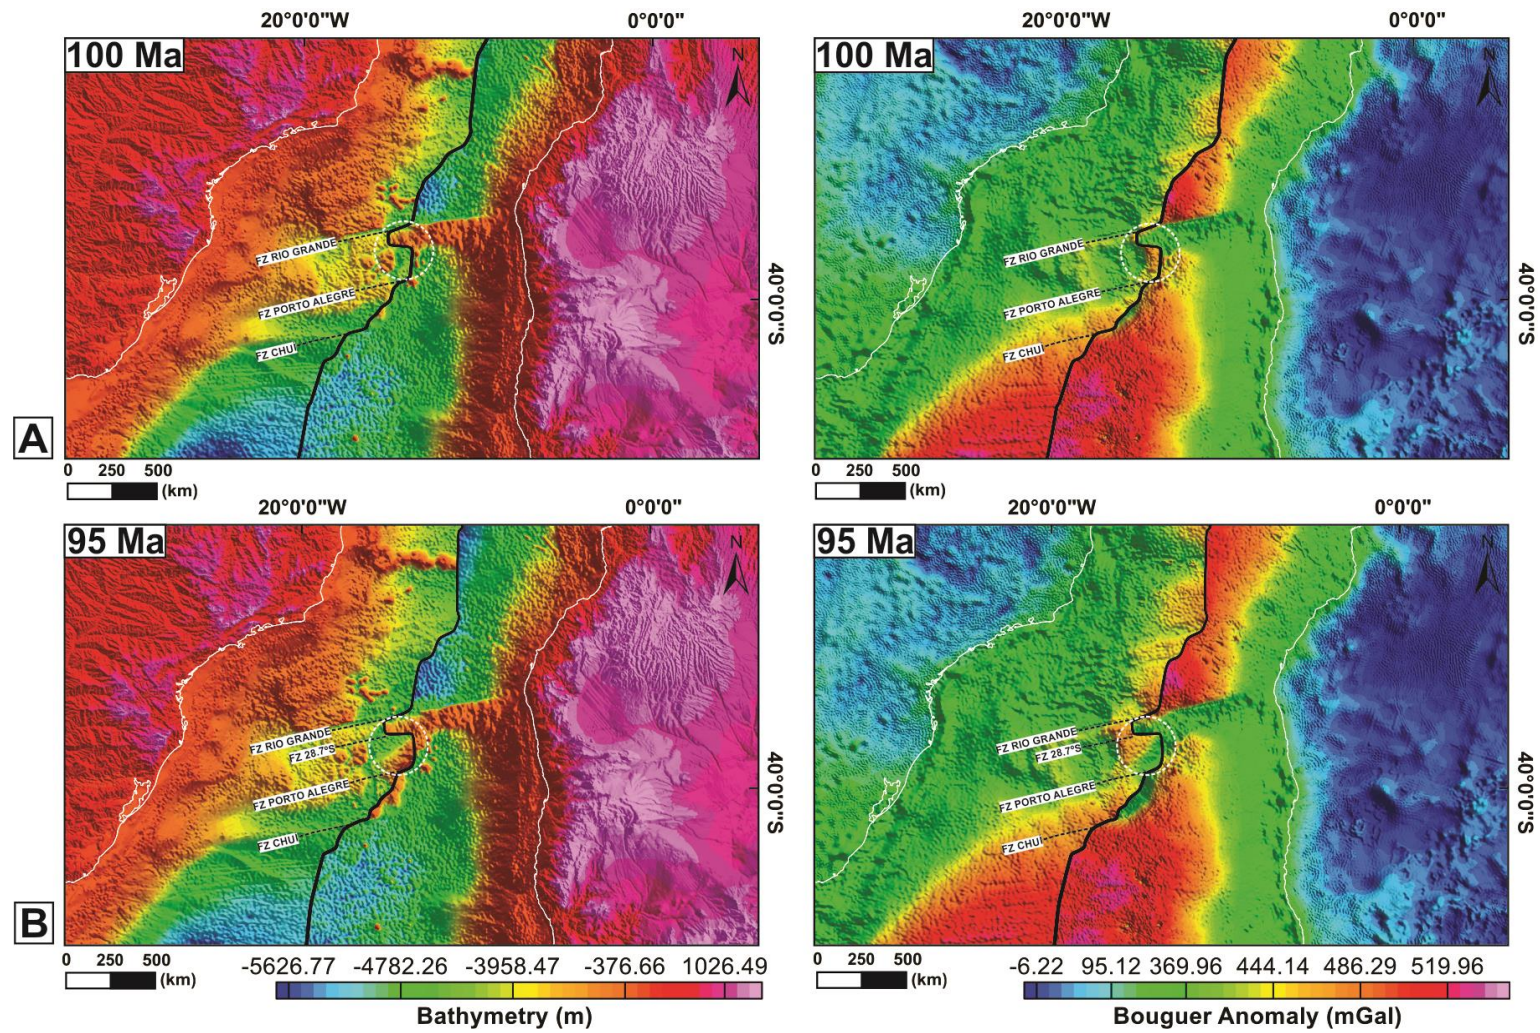 20°0'0"W 0°0'0" 20°0'0"W 0°0'0"
100 Ma 100 Ma
N N
FZ RIO GRANDE FZ RIO GRANDE
FZ PORTO ALEGRE FZ PORTO ALEGRE
FZ CHUI FZ CHUI
40°0'0"S 40°0'0"S
A
0 250 500 (km) 0 250 500 (km)
20°0'0"W 0°0'0" 20°0'0"W 0°0'0"
95 Ma 95 Ma
N N
FZ RIO GRANDE FZ RIO GRANDE
FZ 28.7°S FZ 28.7°S
FZ PORTO ALEGRE FZ PORTO ALEGRE
FZ CHUI FZ CHUI
40°0'0"S 40°0'0"S
B
0 250 500 (km) 0 250 500 (km)
-5626.77 -4782.26 -3958.47 -376.66 1026.49 -6.22 95.12 369.96 444.14 486.29 519.96
Bathymetry (m) Bouguer Anomaly (mGal)